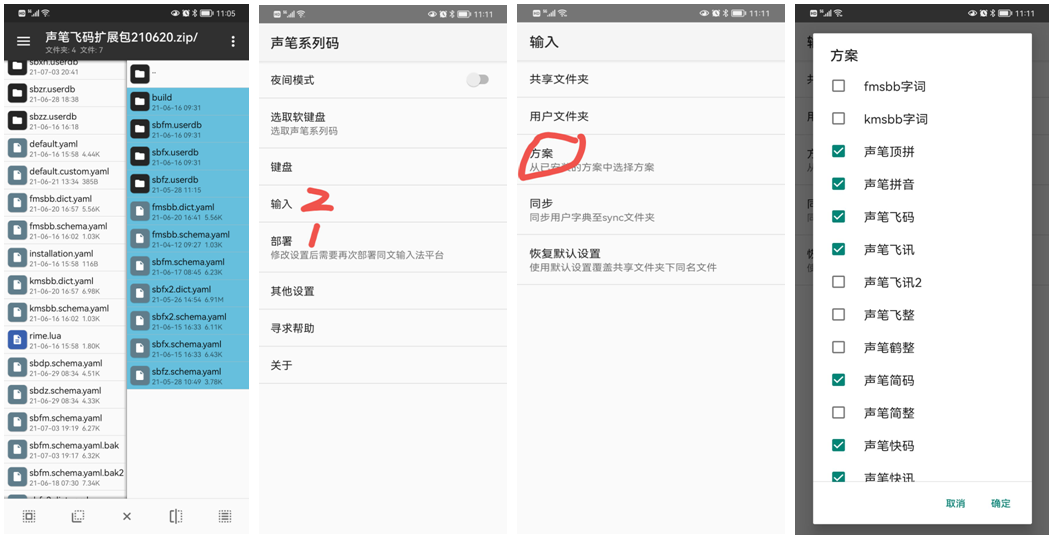 11:05
声笔飞码扩展包210620.zip/
文件夹: 4 文件: 7
sbxh.userdb
21-07-03 20:41
sbzr.userdb
21-06-28 18:38
sbzz.userdb
21-06-16 16:18
default.yaml
21-06-16 15:58 4.44K
default.custom.yaml
21-06-21 13:34 385B
fmsbb.dict.yaml
21-06-20 16:57 5.56K
fmsbb.schema.yaml
21-06-16 16:02 1.03K
installation.yaml
21-06-16 15:58 116B
kmsbb.dict.yaml
21-06-20 16:57 6.98K
kmsbb.schema.yaml
21-06-16 16:02 1.03K
rime.lua
21-06-16 15:58 1.80K
sbdp.schema.yaml
21-06-29 08:34 4.51K
sbdz.schema.yaml
21-06-29 08:34 4.33K
sbfm.schema.yaml
21-07-03 19:19 6.27K
sbfm.schema.yaml.bak
21-07-03 19:17 6.32K
sbfm.schema.yaml.bak2
21-06-18 07:30 7.34K
..
build
21-06-16 09:31
sbfm.userdb
21-06-16 09:31
sbfx.userdb
21-06-16 09:31
sbfz.userdb
21-05-28 11:15
fmsbb.dict.yaml
21-06-20 16:41 5.56K
fmsbb.schema.yaml
21-04-12 09:27 1.03K
sbfm.schema.yaml
21-06-17 08:45 6.23K
sbfx2.dict.yaml
21-05-26 14:54 6.91M
sbfx2.schema.yaml
21-06-15 16:33 6.11K
sbfx.schema.yaml
21-06-15 16:33 6.43K
sbfz.schema.yaml
21-05-28 10:49 3.78K
11:11
声笔系列码
夜间模式
选取软键盘
选取声笔系列码
键盘
输入 2
1
部署
修改设置后需要再次部署同文输入法平台
其他设置
寻求帮助
关于
11:11
输入
共享文件夹
用户文件夹
方案
从已安装的方案中选择方案
同步
同步用户字典至sync文件夹
恢复默认设置
使用默认设置覆盖共享文件夹下同名文件
11:11
方案
fmsbb字词
kmsbb字词
声笔顶拼
声笔拼音
声笔飞码
声笔飞讯
声笔飞讯2
声笔飞整
声笔鹤整
声笔简码
声笔简整
声笔快码
声笔快讯
取消 确定